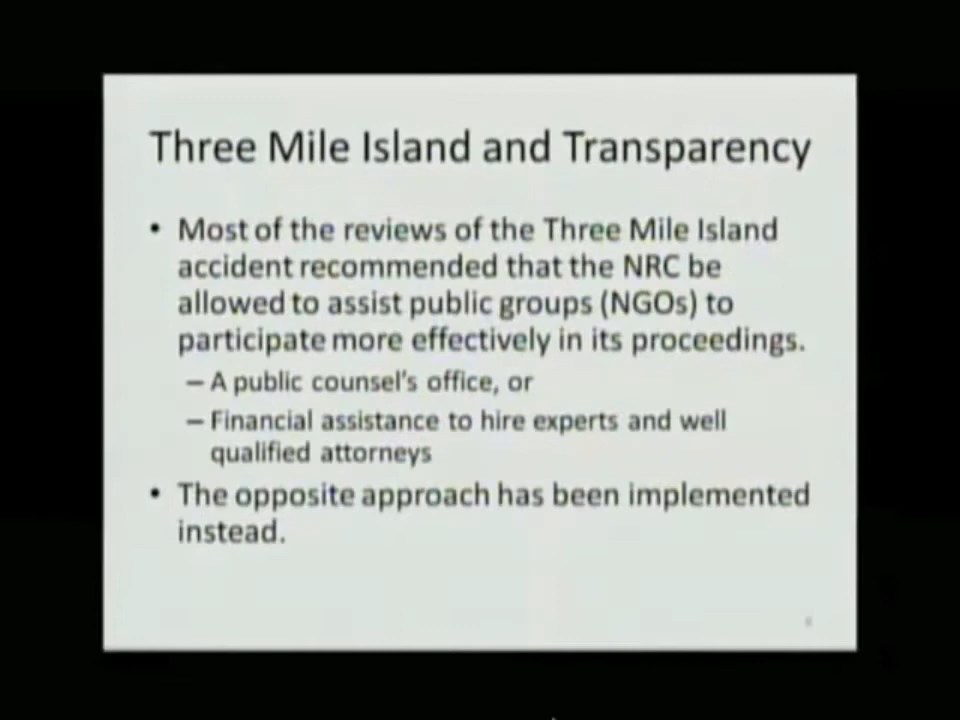 Three Mile Island and Transparency
• Most of the reviews of the Three Mile Island
accident recommended that the NRC be
allowed to assist public groups (NGOs) to
participate more effectively in its proceedings.
– A public counsel's office, or
– Financial assistance to hire experts and well
qualified attorneys
• The opposite approach has been implemented
instead.